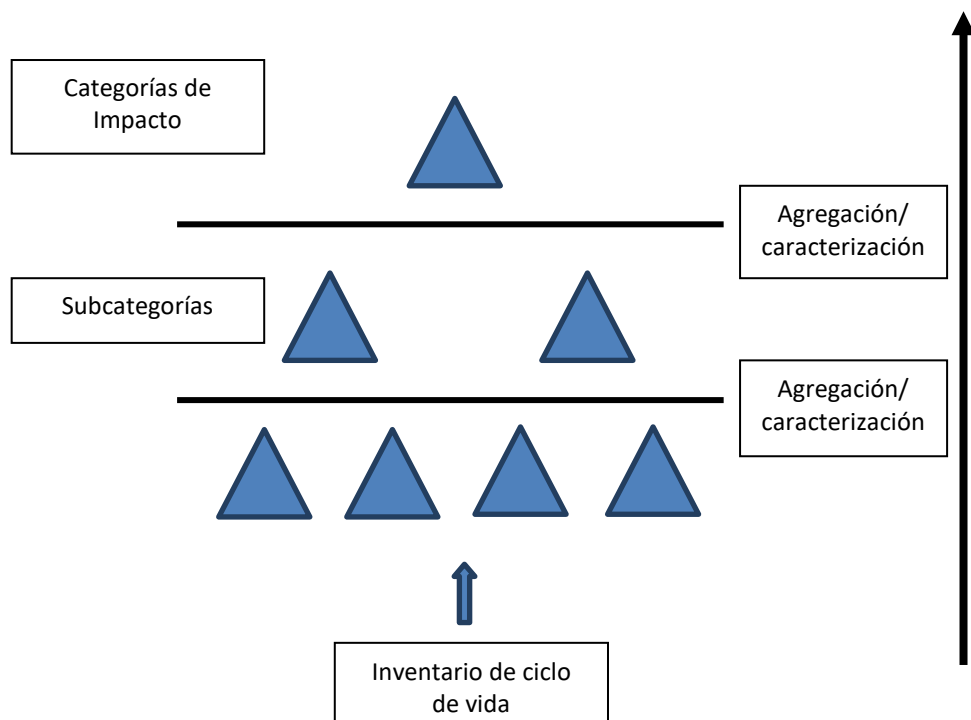 Categorías de
Impacto
Agregación/
caracterización
Subcategorías
Agregación/
caracterización
Inventario de ciclo
de vida